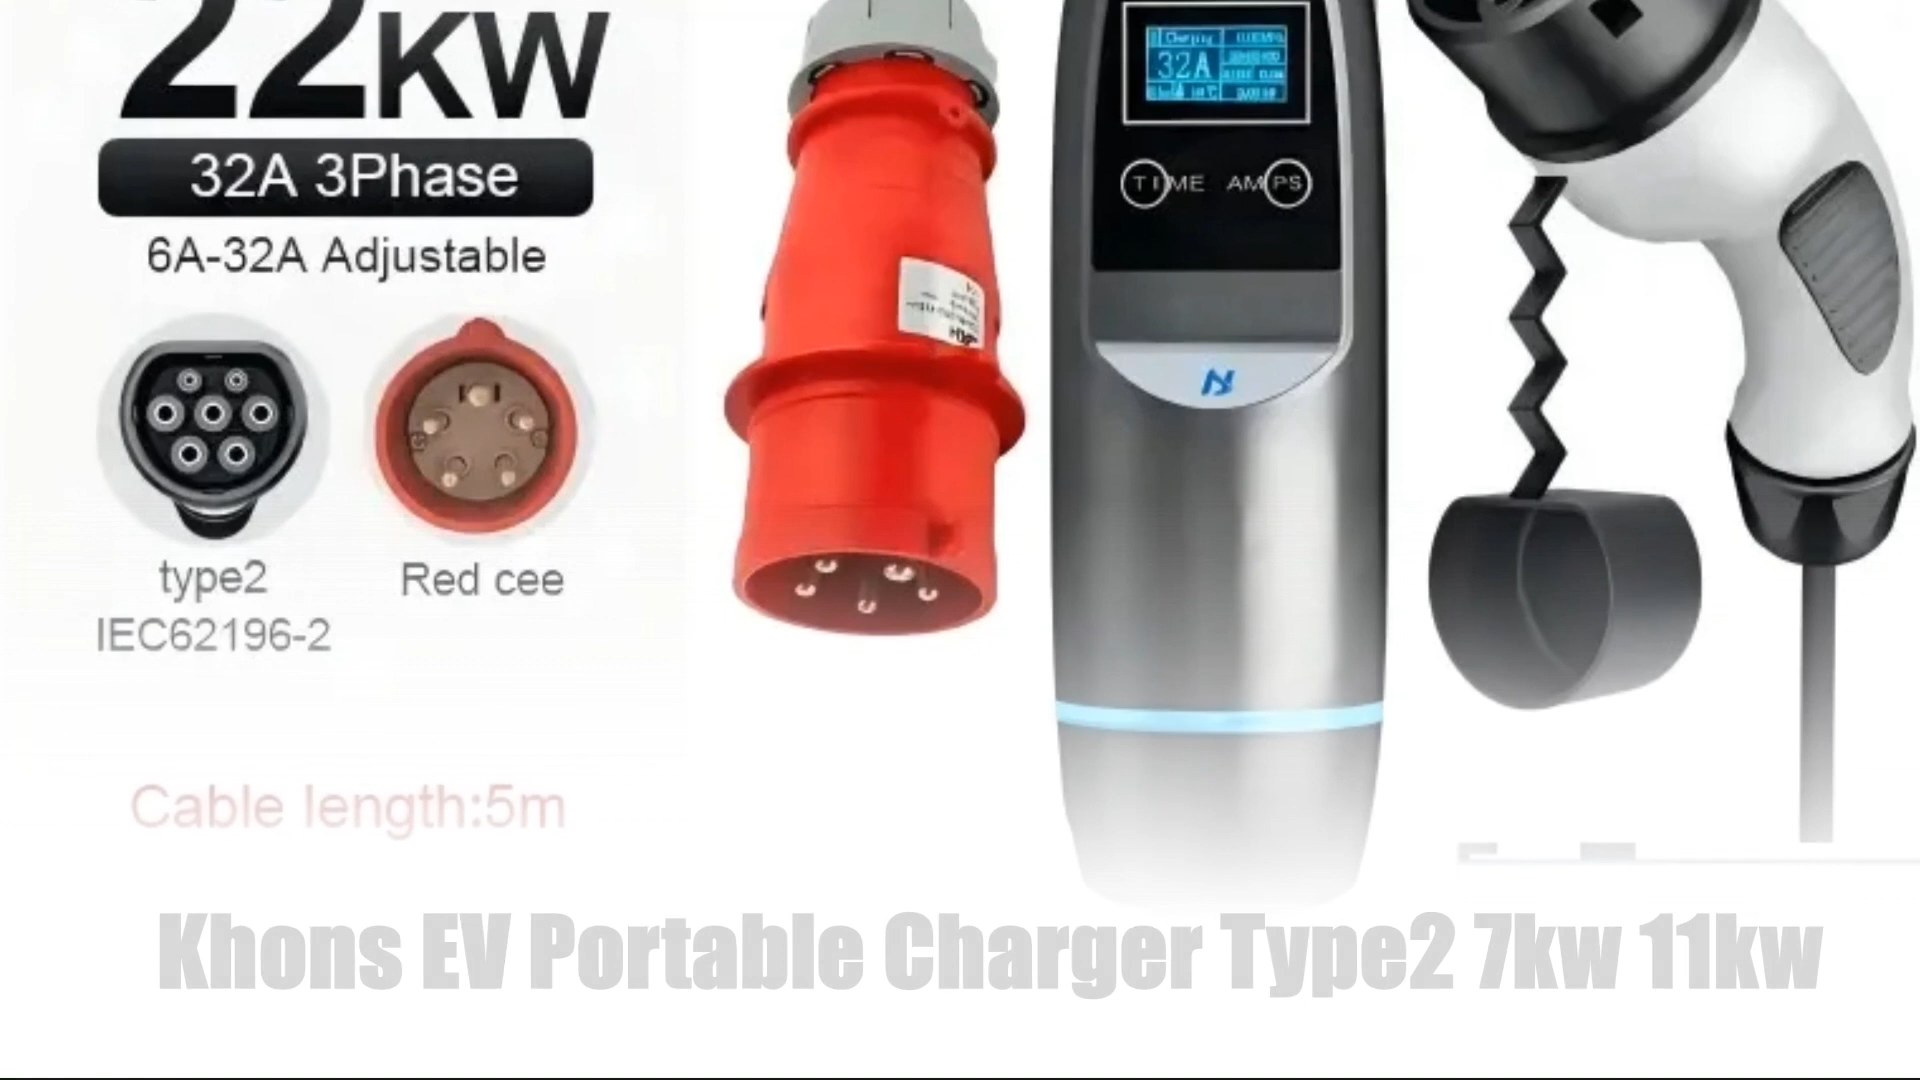 22KW
32A 3Phase
6A-32A Adjustable
type2
IEC62196-2
Red cee
Cable length:5m
Charging
32A
TIME AMPS
Khons EV Portable Charger Type2 7kw 11kw